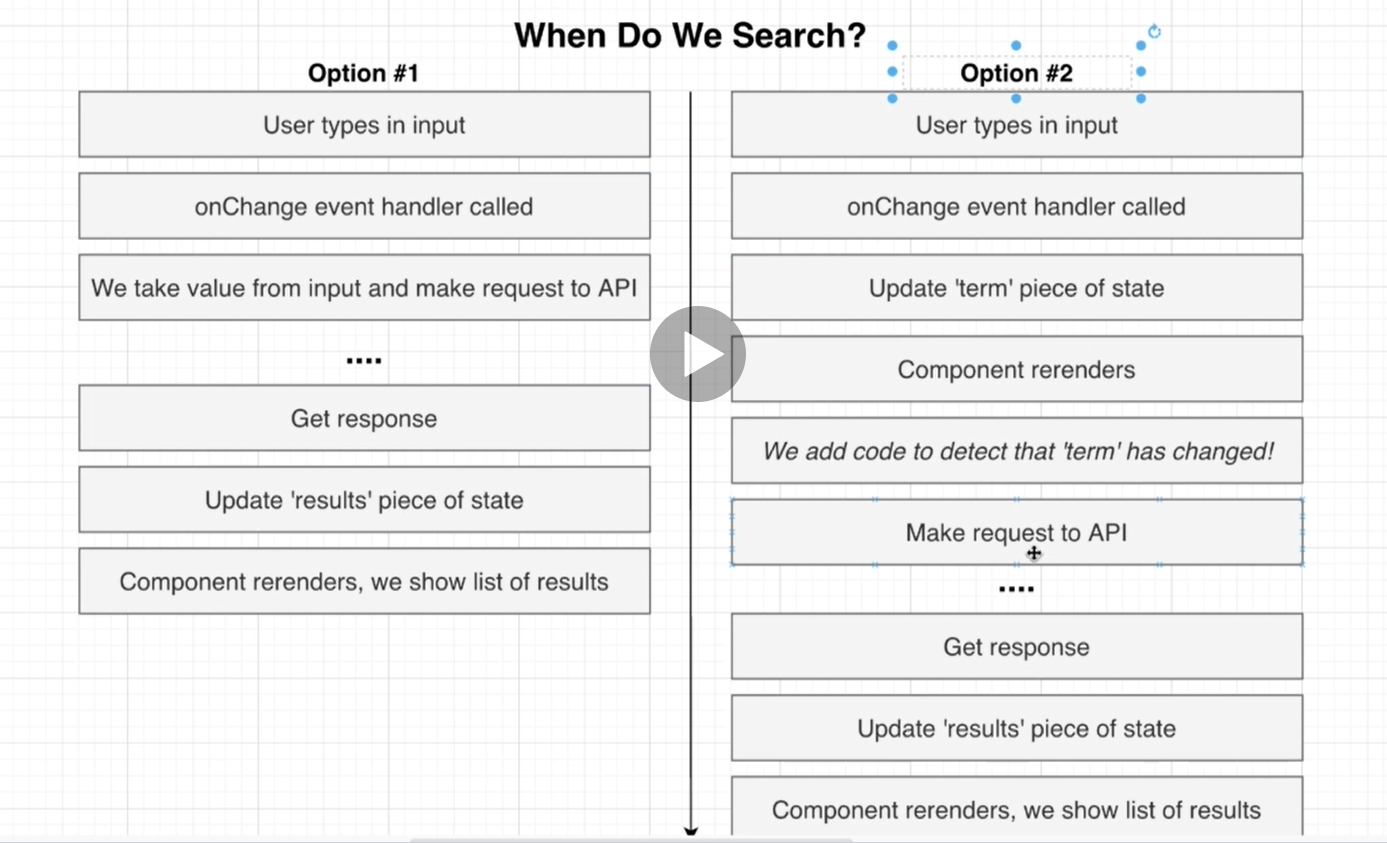 When Do We Search?
Option #1
User types in input
onChange event handler called
We take value from input and make request to API
....
Get response
Update 'results' piece of state
Component rerenders, we show list of results
Option #2
User types in input
onChange event handler called
Update 'term' piece of state
Component rerenders
We add code to detect that 'term' has changed!
Make request to API
....
Get response
Update 'results' piece of state
Component rerenders, we show list of results